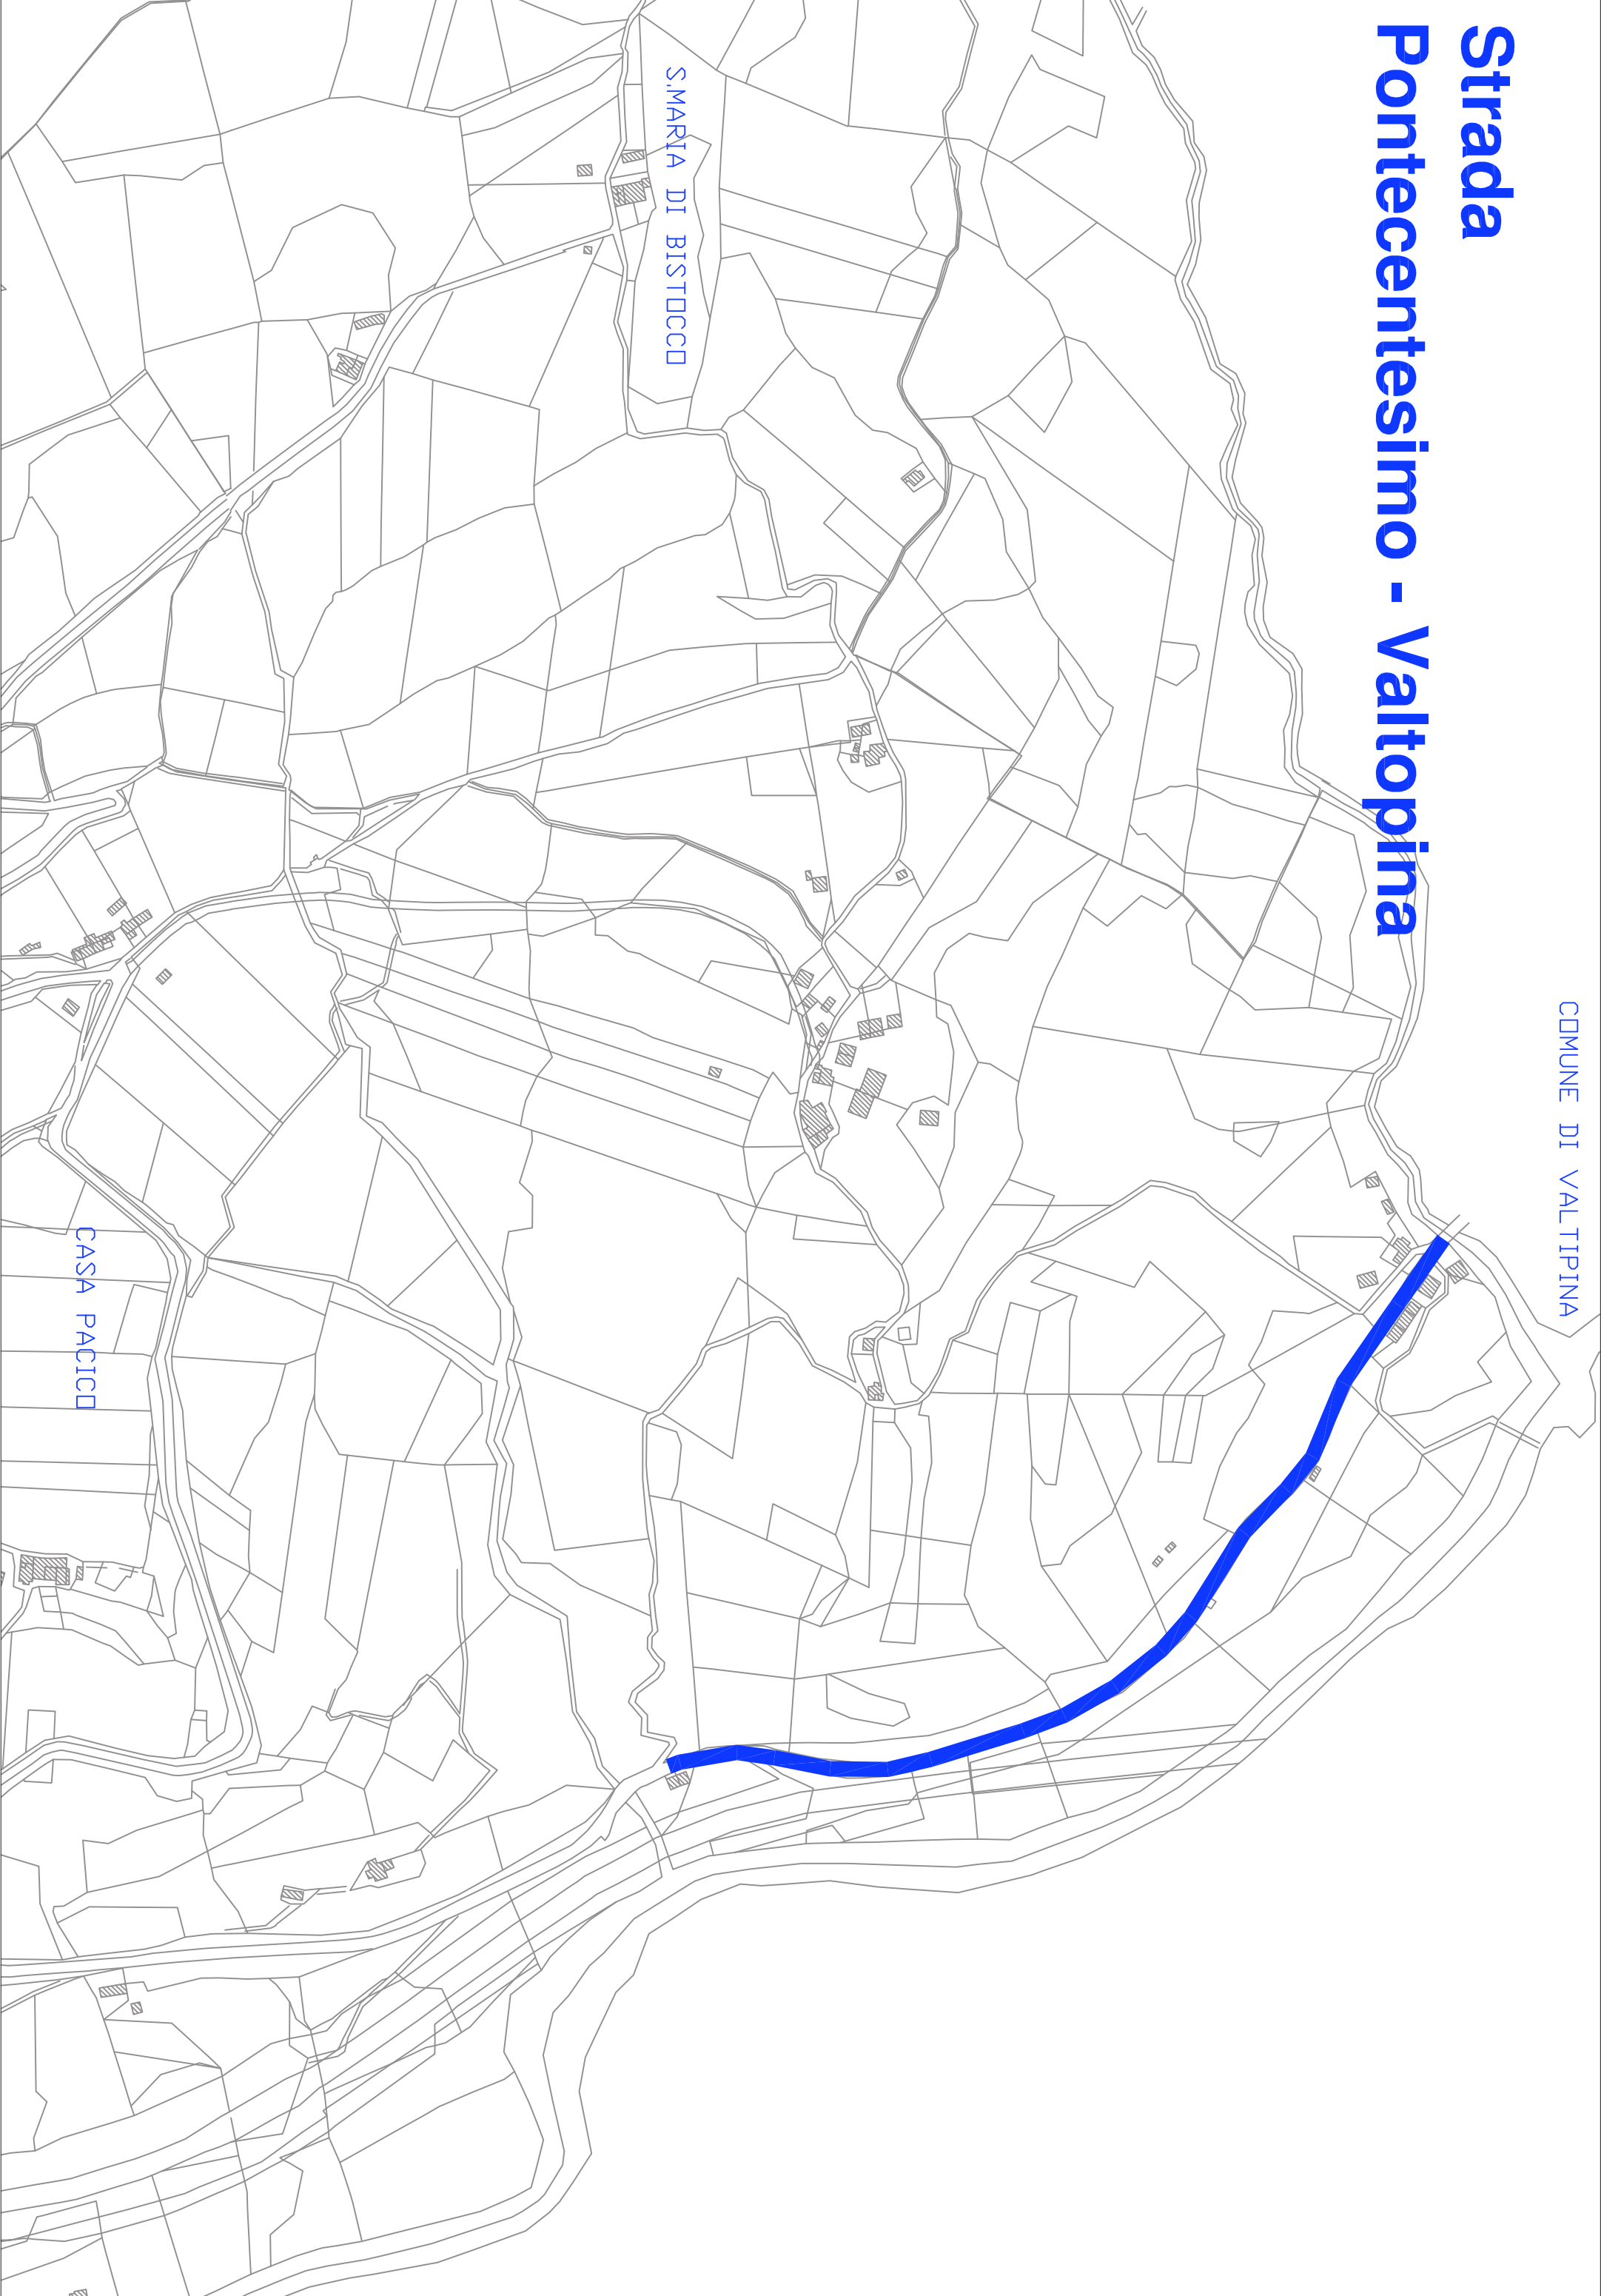 Strada
Pontecentesimo - Valtopina
COMUNE DI VALTIPINA
S.MARIA DI BISTOCCO
CASA PACICO